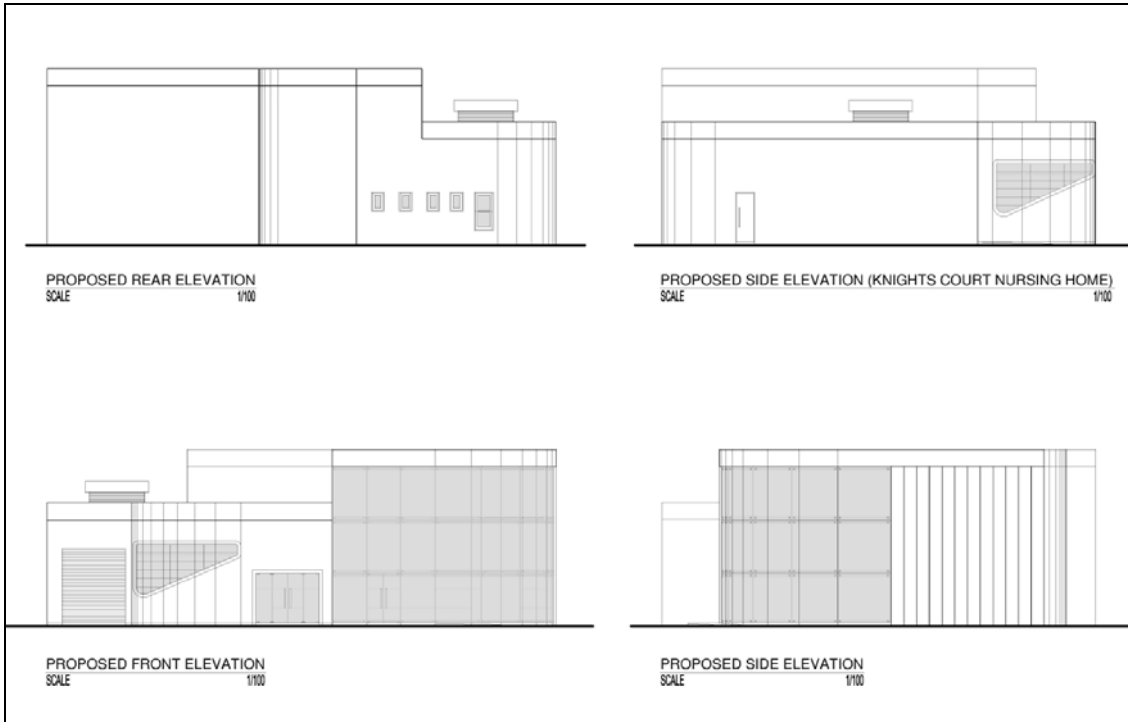 PROPOSED REAR ELEVATION
SCALE 1/100
PROPOSED SIDE ELEVATION (KNIGHTS COURT NURSING HOME)
SCALE 1/100
PROPOSED FRONT ELEVATION
SCALE 1/100
PROPOSED SIDE ELEVATION
SCALE 1/100